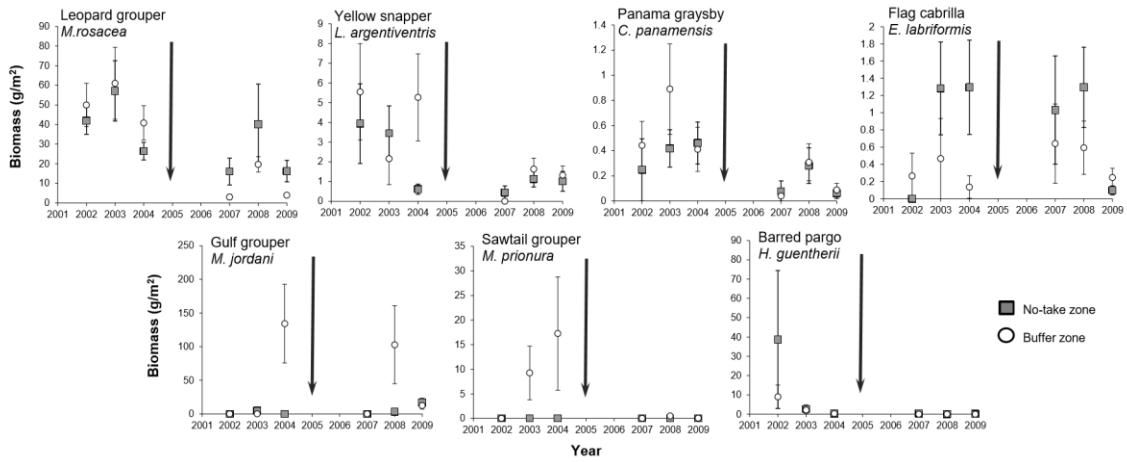 Leopard grouper
M.rosacea
Biomass (g/m²)
90
80
70
60
50
40
30
20
10
0
2001 2002 2003 2004 2005 2006 2007 2008 2009
Yellow snapper
L. argentiventris
9
8
7
6
5
4
3
2
1
0
2001 2002 2003 2004 2005 2006 2007 2008 2009
Panama graysby
C. panamensis
1.4
1.2
1
0.8
0.6
0.4
0.2
0
2001 2002 2003 2004 2005 2006 2007 2008 2009
Flag cabrilla
E. labriformis
2
1.8
1.6
1.4
1.2
1
0.8
0.6
0.4
0.2
0
2001 2002 2003 2004 2005 2006 2007 2008 2009
Gulf grouper
M. jordani
Biomass (g/m²)
250
200
150
100
50
0
2001 2002 2003 2004 2005 2006 2007 2008 2009
Sawtail grouper
M. prionura
35
30
25
20
15
10
5
0
2001 2002 2003 2004 2005 2006 2007 2008 2009
Barred pargo
H. guentherii
90
80
70
60
50
40
30
20
10
0
2001 2002 2003 2004 2005 2006 2007 2008 2009
No-take zone
Buffer zone
Year